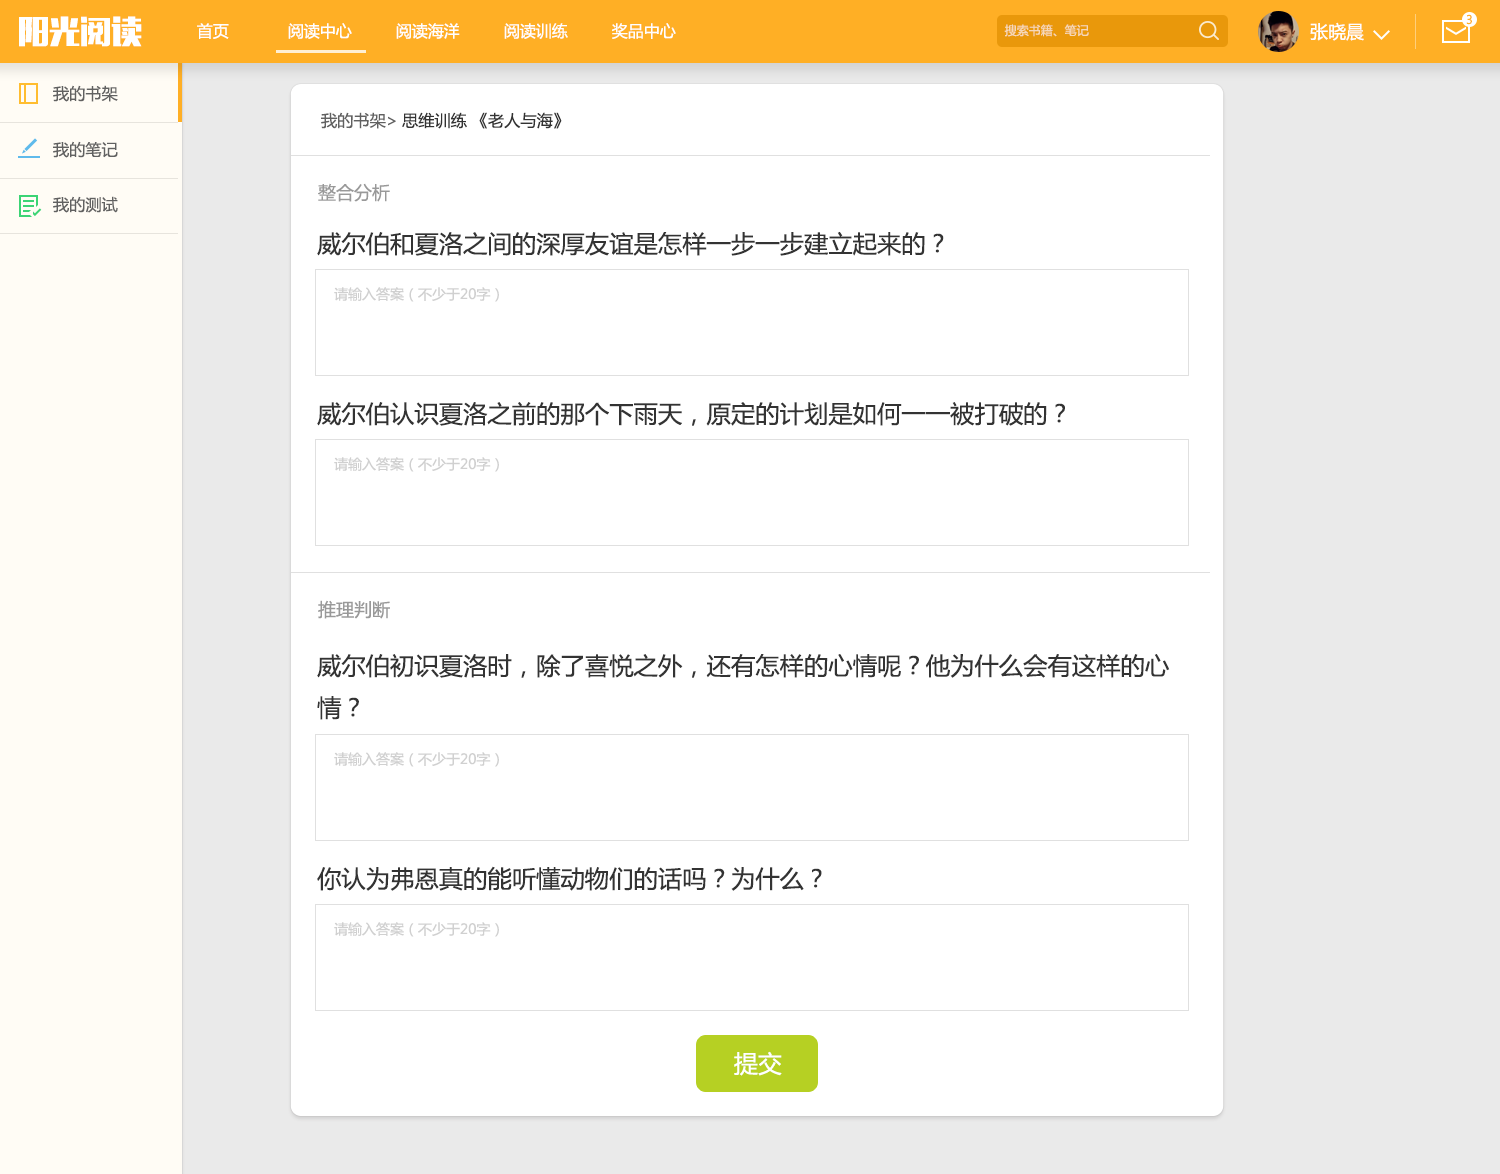 阳光阅读
首页
阅读中心
阅读海洋
阅读训练
奖品中心
搜索书籍、笔记
张晓晨
3
我的书架
我的笔记
我的测试
我的书架> 思维训练 《老人与海》
整合分析
威尔伯和夏洛之间的深厚友谊是怎样一步一步建立起来的？
请输入答案（不少于20字）
威尔伯认识夏洛之前的那个下雨天，原定的计划是如何一一被打破的？
请输入答案（不少于20字）
推理判断
威尔伯初识夏洛时，除了喜悦之外，还有怎样的心情呢？他为什么会有这样的心
情？
请输入答案（不少于20字）
你认为弗恩真的能听懂动物们的话吗？为什么？
请输入答案（不少于20字）
提交